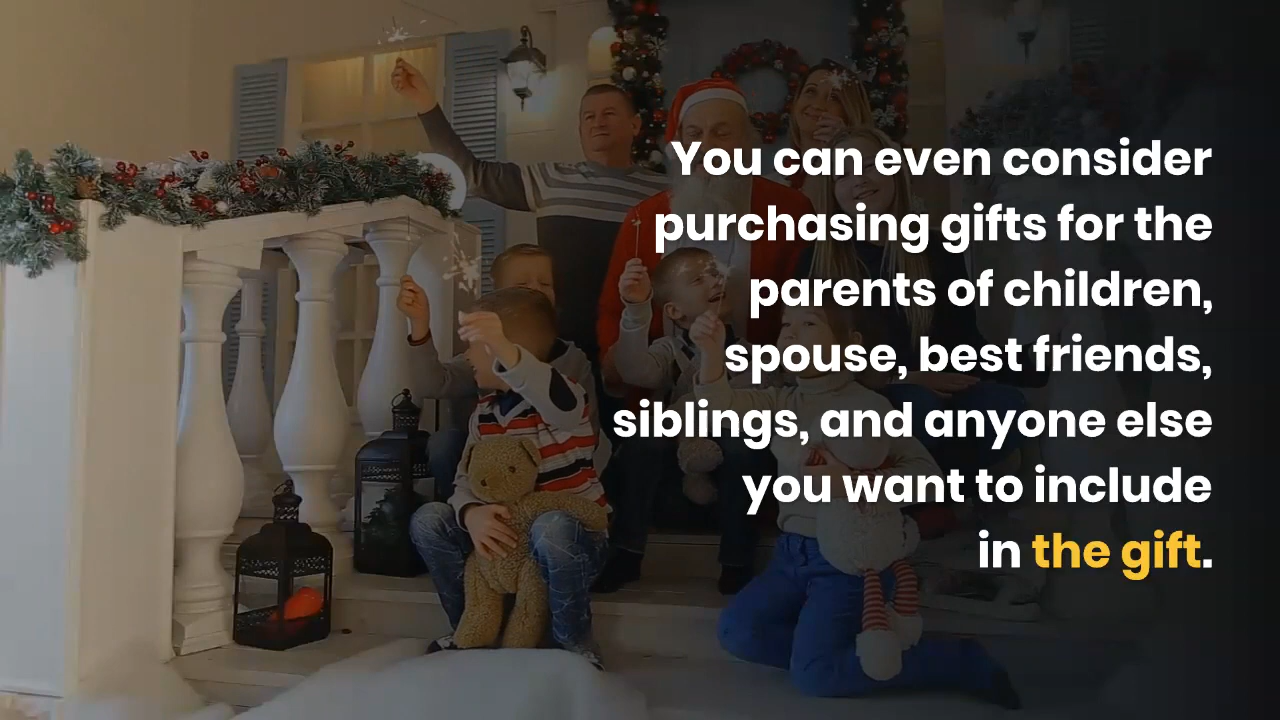 You can even consider
purchasing gifts for the
parents of children,
spouse, best friends,
siblings, and anyone else
you want to include
in the gift.